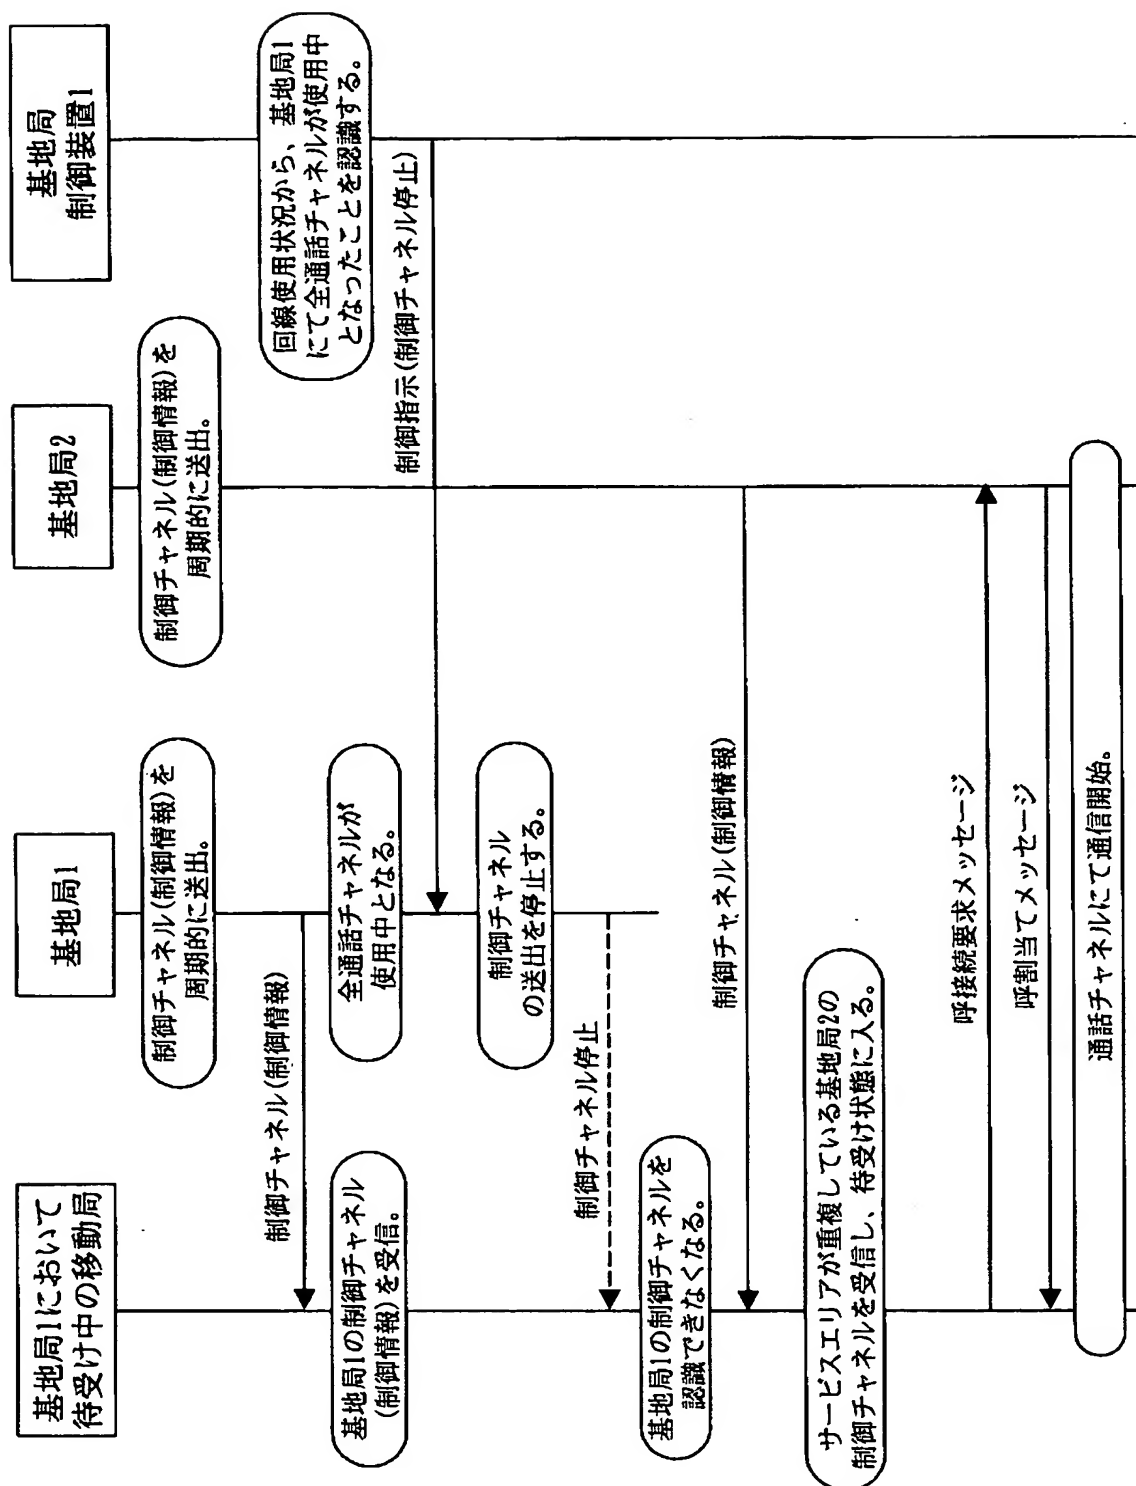 基地局1において
待受け中の移動局
基地局1
基地局2
基地局
制御装置1
制御チャネル(制御情報)を
周期的に送出。
制御チャネル(制御情報)を
周期的に送出。
回線使用状況から、基地局1
にて全通話チャネルが使用中
となったことを認識する。
制御チャネル(制御情報)
基地局1の制御チャネル
(制御情報)を受信。
全通話チャネルが
使用中となる。
制御指示(制御チャネル停止)
制御チャネル
の送出を停止する。
制御チャネル停止
基地局1の制御チャネルを
認識できなくなる。
制御チャネル(制御情報)
サービスエリアが重複している基地局2の
制御チャネルを受信し、待受け状態に入る。
呼接続要求メッセージ
呼割当てメッセージ
通話チャネルにて通信開始。